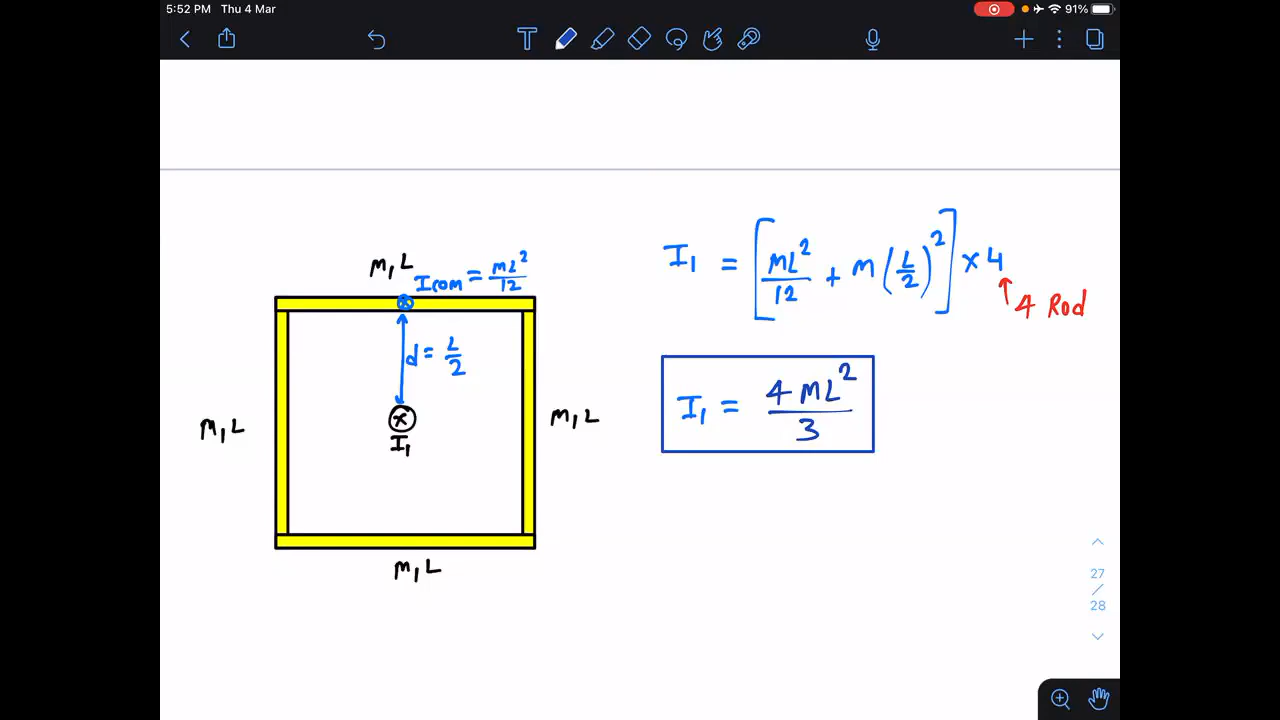 5:52 PM Thu 4 Mar
91%
I₁ = [ML²/12 + m(L/2)²] × 4
4 Rod
m, L
Icom = ML²/12
d = L/2
I₁ = 4ML²/3
m, L
m, L
I₁
m, L
27
/
28